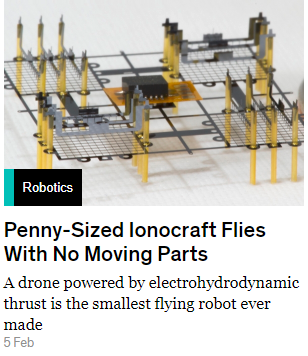 Robotics
Penny-Sized Ionocraft Flies
With No Moving Parts
A drone powered by electrohydrodynamic
thrust is the smallest flying robot ever
made
5 Feb